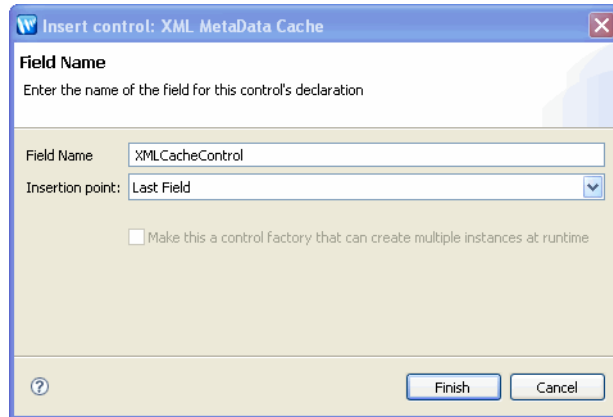 Insert control: XML MetaData Cache
Field Name
Enter the name of the field for this control's declaration
Field Name XMLCacheControl
Insertion point: Last Field
Make this a control factory that can create multiple instances at runtime
Finish Cancel